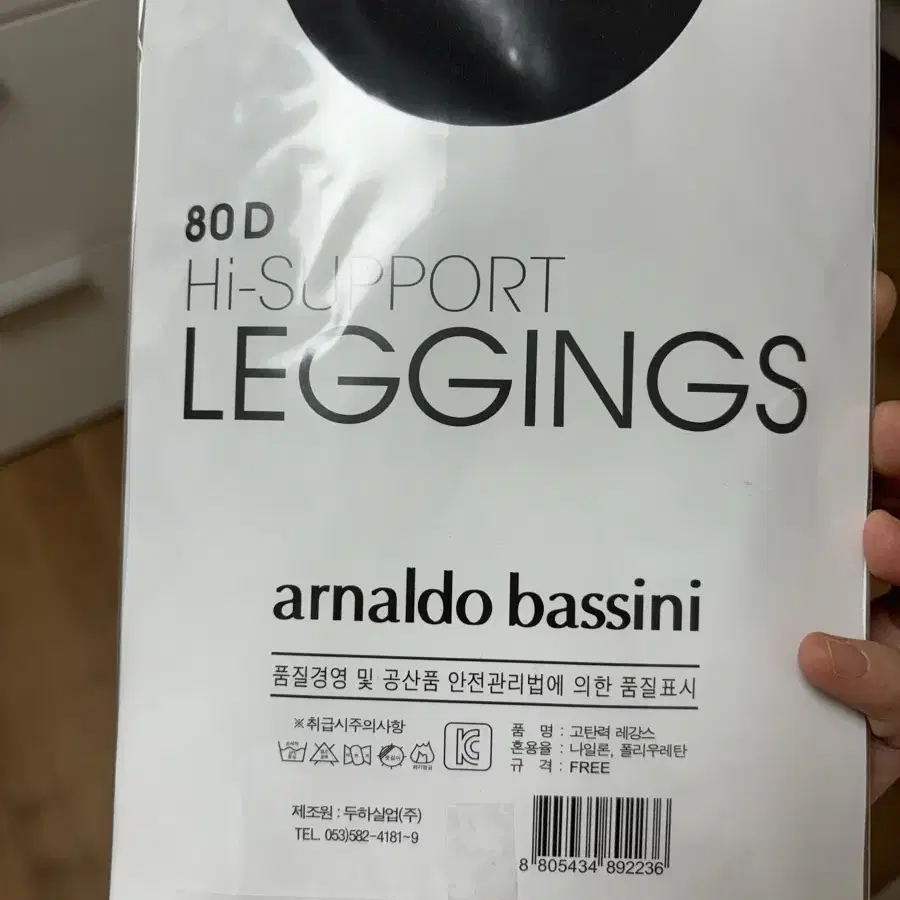 80D
Hi-SUPPORT
LEGGINGS
arnaldo bassini
품질경영 및 공산품 안전관리법에 의한 품질표시
※취급시주의사항
품 명 : 고탄력 레깅스
혼용율 : 나일론, 폴리우레탄
규 격 : FREE
제조원 : 두하실업(주)
TEL. 053)582-4181~9
8 805434 892236